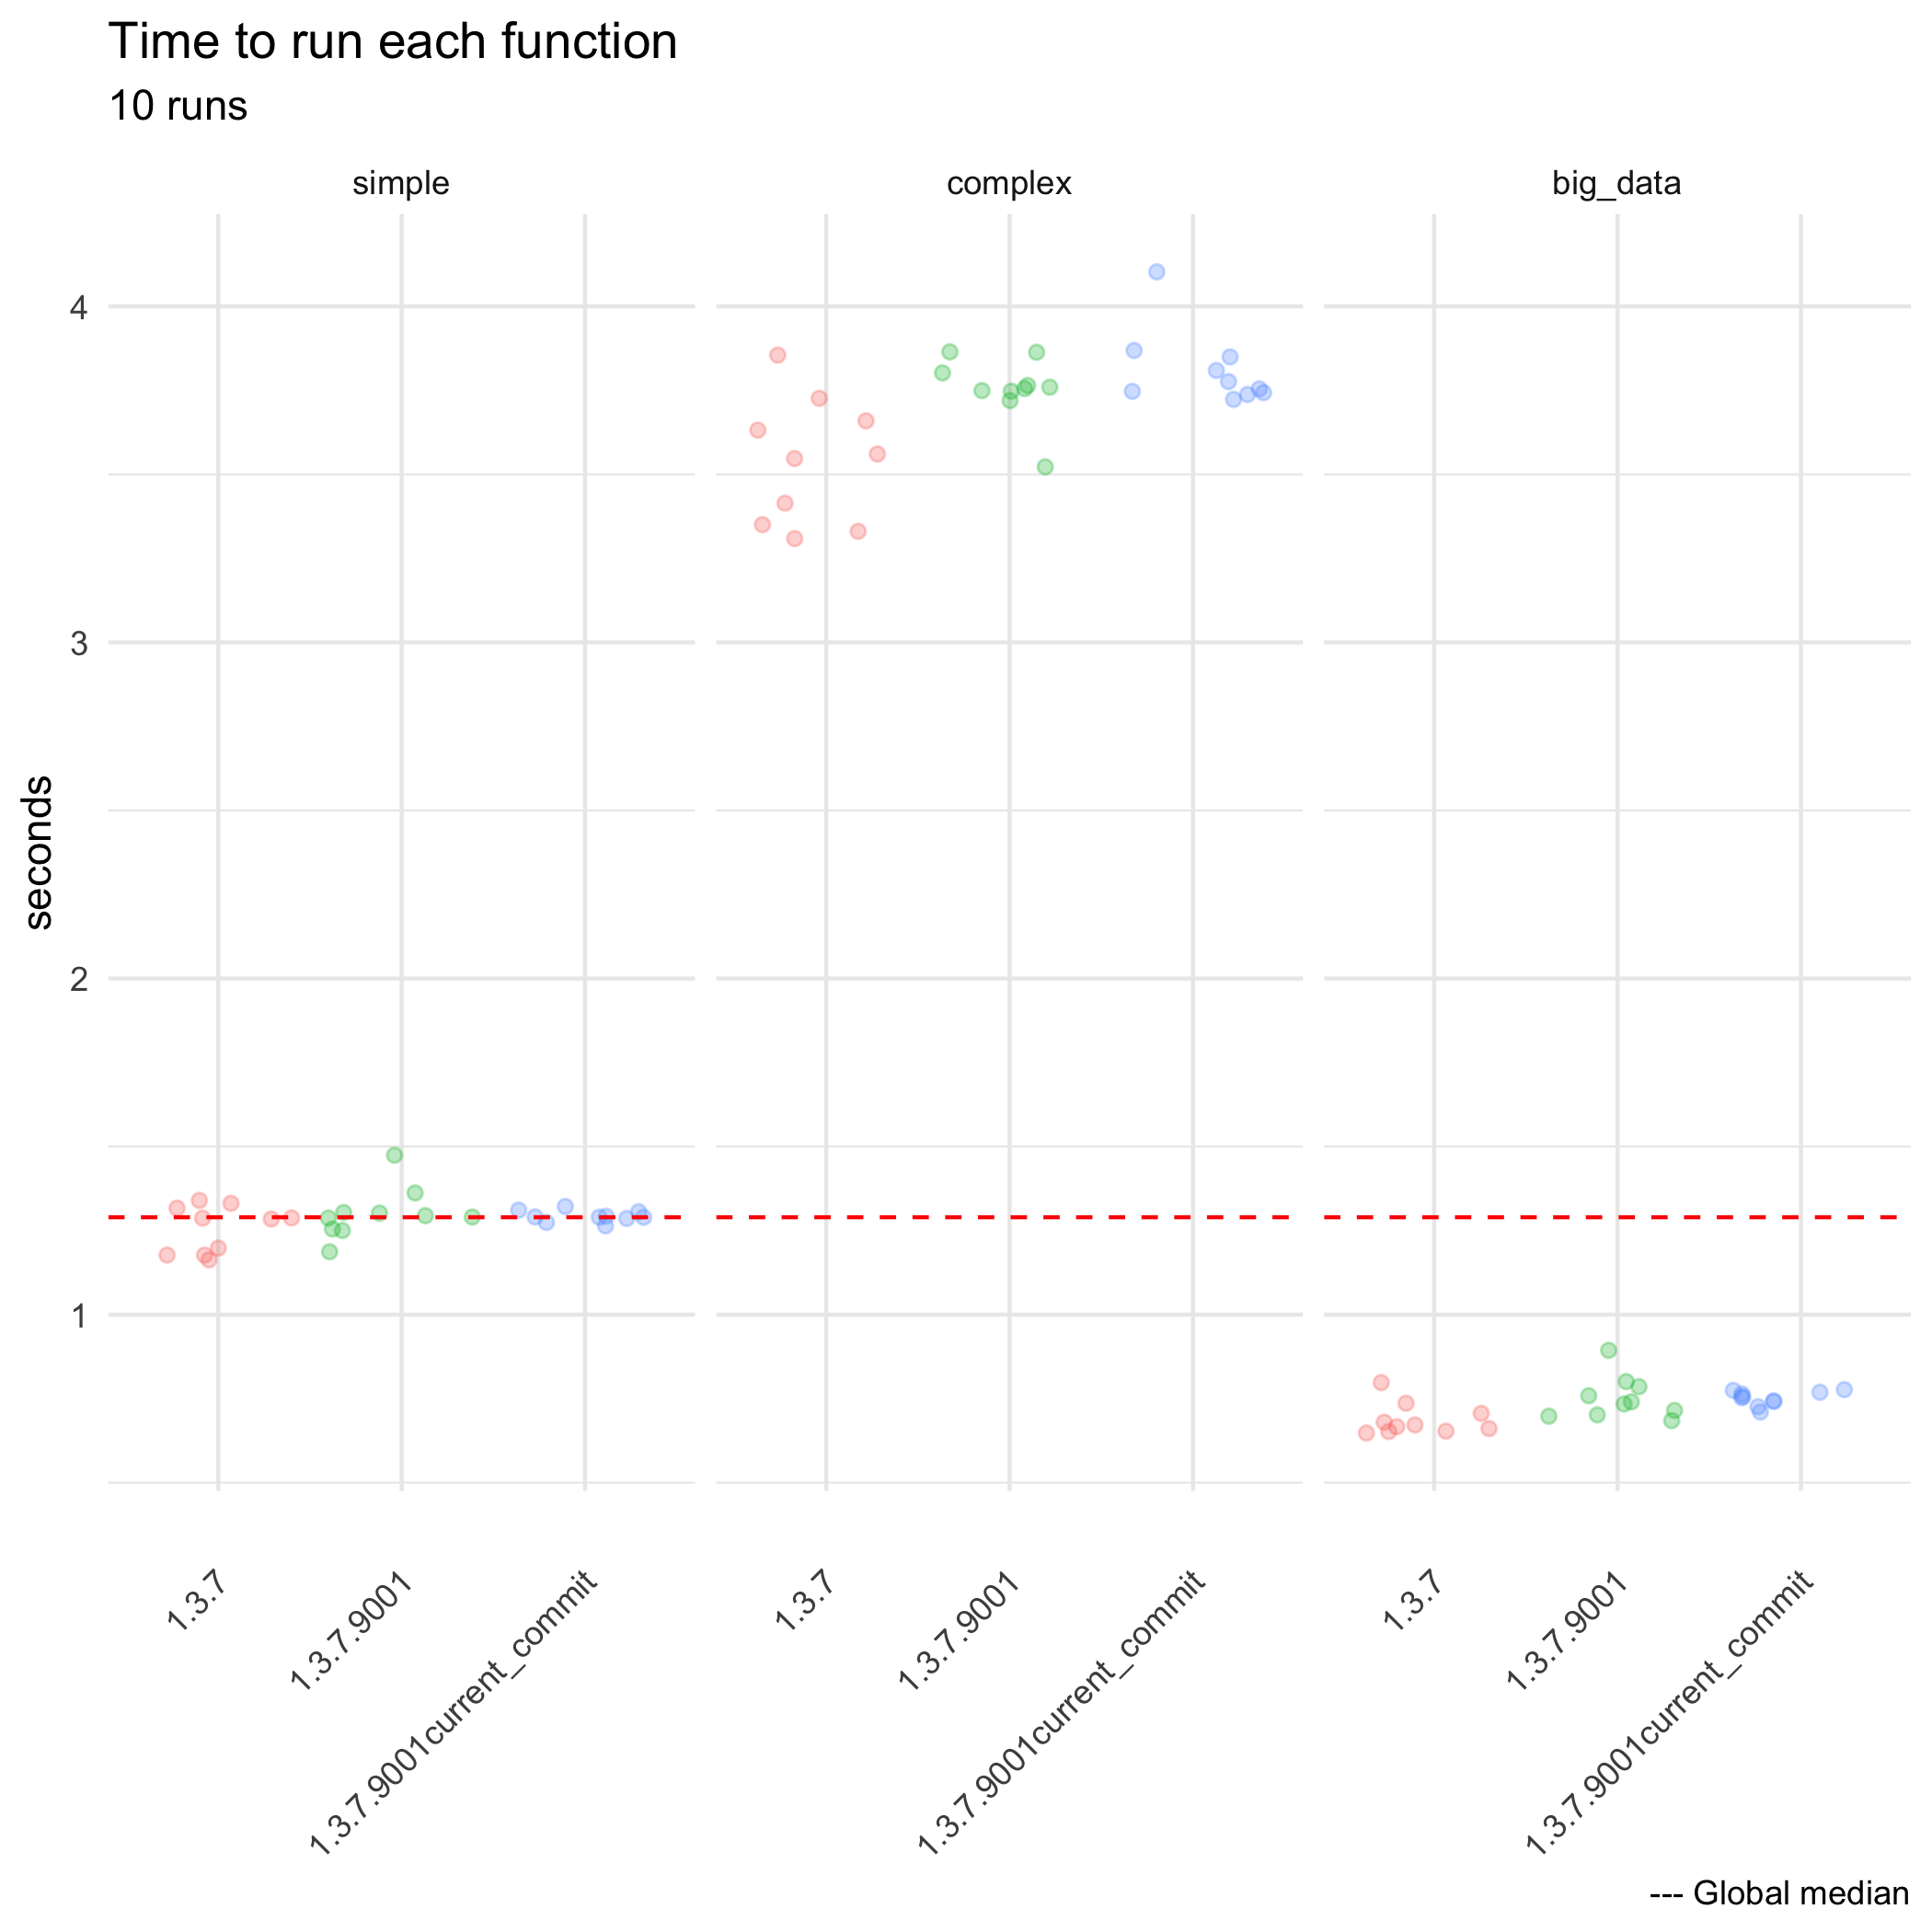 Time to run each function
10 runs
simple
complex
big_data
4
3
2
1
seconds
1.3.7
1.3.7.9001
1.3.7.9001current_commit
1.3.7
1.3.7.9001
1.3.7.9001current_commit
1.3.7
1.3.7.9001
1.3.7.9001current_commit
--- Global median